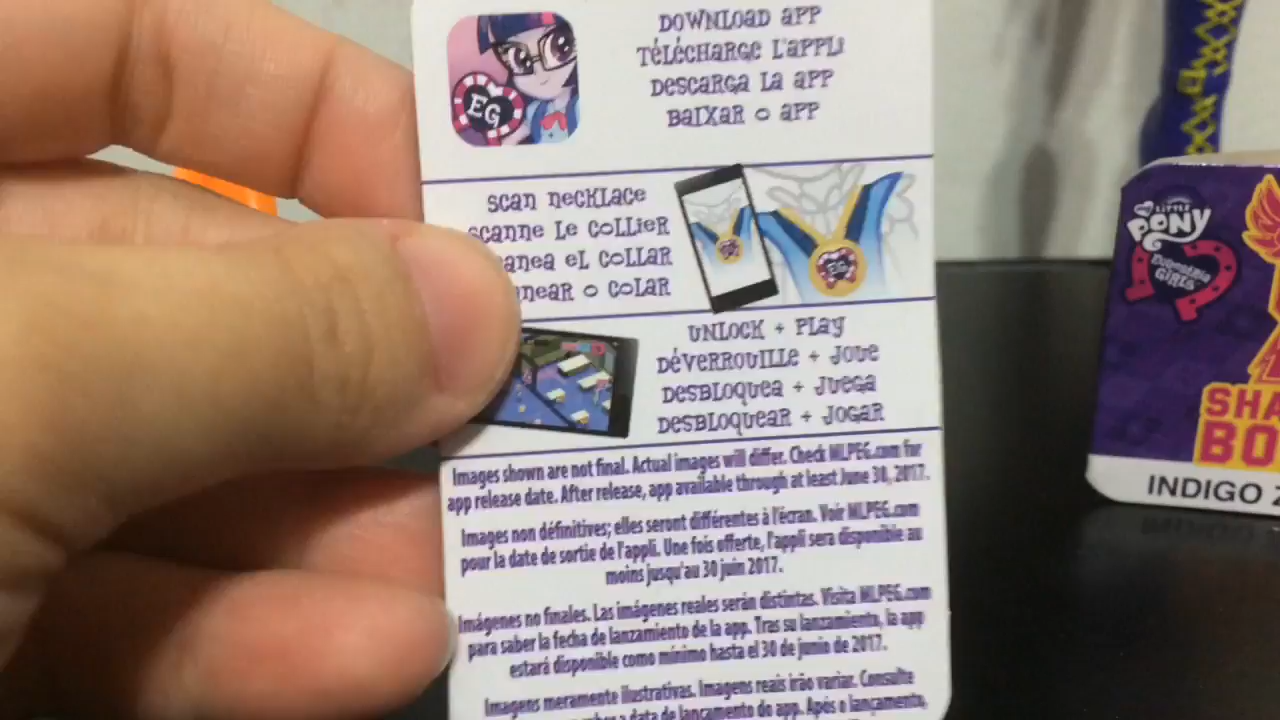 DOWNLOAD APP
TÉLÉCHARGE L'APPLI
DESCARGA LA APP
BAIXAR O APP
EG
SCAN NECKLACE
SCANNE LE COLLIER
EL COLLAR
O COLAR
EG
UNLOCK + PLAY
DÉVERROUILLE + JOUE
DESBLOQUEA + JUEGA
DESBLOQUEAR + JOGAR
Images shown are not final. Actual images will differ. Check MLPEG.com for
app release date. After release, app available through at least June 30, 2017.
Images non définitives; elles seront différentes à l'écran. Voir MLPEG.com
pour la date de sortie de l'appli. Une fois offerte, l'appli sera disponible au
moins jusqu'au 30 juin 2017.
Imágenes no finales. Las imágenes reales serán distintas. Visita MLPEG.com
para saber la fecha de lanzamiento de la app. Tras su lanzamiento, la app
estará disponible como mínimo hasta el 30 de junio de 2017.
Imagens meramente ilustrativas. Imagens reais irão variar. Consulte
a data de lançamento do app. Após o lançamento,
MY LITTLE
PONY
EQUESTRIA
GIRLS
INDIGO